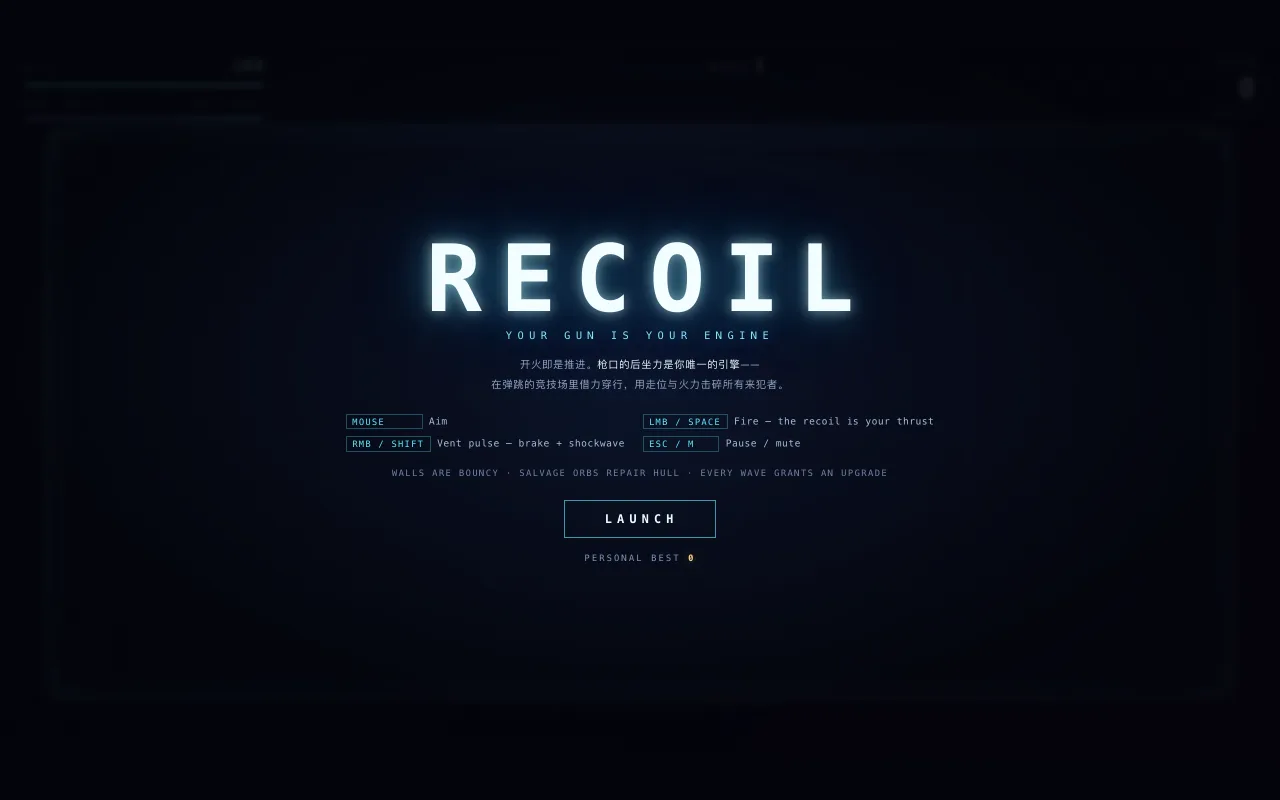 RECOIL
YOUR GUN IS YOUR ENGINE
开火即是推进。枪口的后坐力是你唯一的引擎——
在弹跳的竞技场里借力穿行，用走位与火力击碎所有来犯者。
MOUSE Aim LMB / SPACE Fire — the recoil is your thrust
RMB / SHIFT Vent pulse — brake + shockwave ESC / M Pause / mute
WALLS ARE BOUNCY · SALVAGE ORBS REPAIR HULL · EVERY WAVE GRANTS AN UPGRADE
LAUNCH
PERSONAL BEST 0